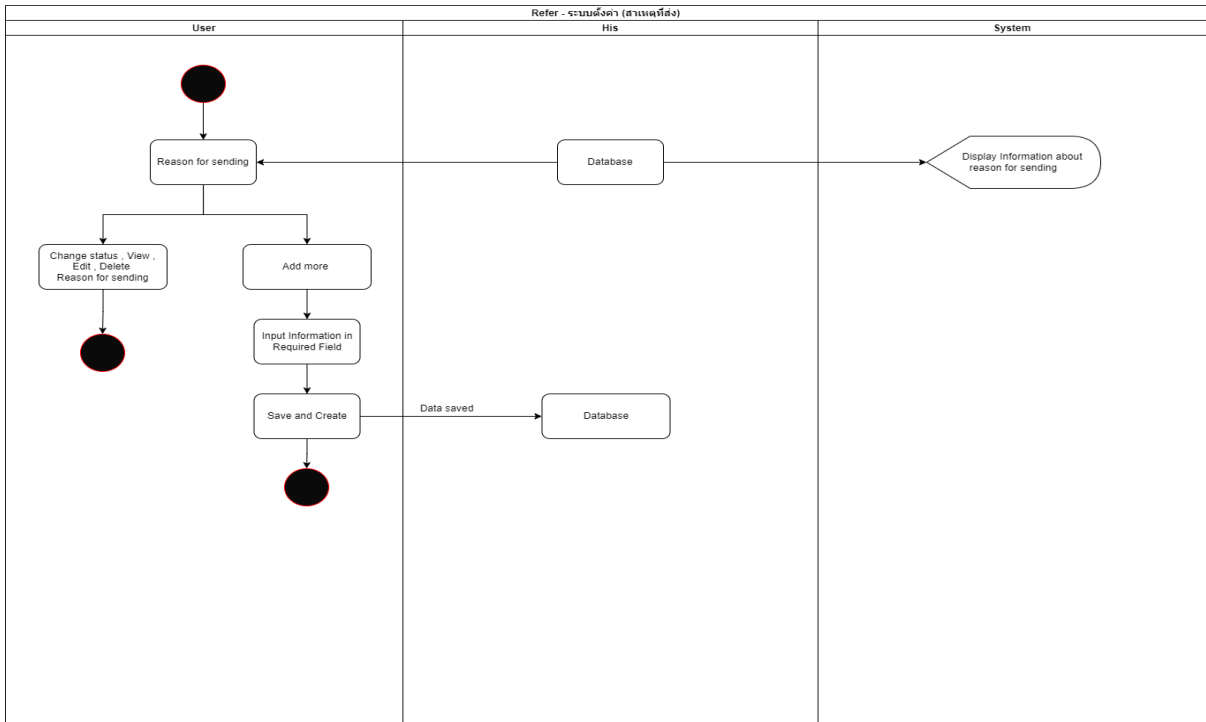 Refer - ระบบตั้งค่า (สาเหตุที่ส่ง)
User
His
System
Reason for sending
Database
Display Information about
reason for sending
Change status , View ,
Edit , Delete
Reason for sending
Add more
Input Information in
Required Field
Save and Create
Data saved
Database